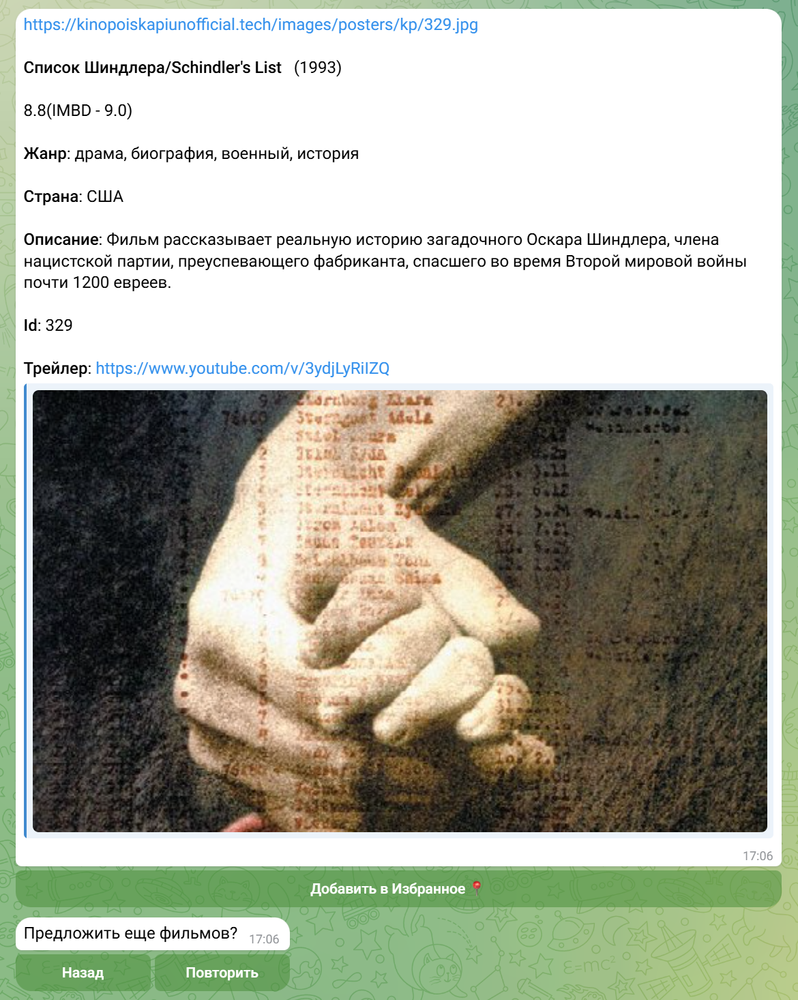 https://kinopoiskapiunofficial.tech/images/posters/kp/329.jpg
Список Шиндлера/Schindler's List (1993)
8.8(IMBD - 9.0)
Жанр: драма, биография, военный, история
Страна: США
Описание: Фильм рассказывает реальную историю загадочного Оскара Шиндлера, члена
нацистской партии, преуспевающего фабриканта, спасшего во время Второй мировой войны
почти 1200 евреев.
Id: 329
Трейлер: https://www.youtube.com/v/3ydjLyRiIZQ
17:06
Добавить в Избранное
Предложить еще фильмов? 17:06
Назад Повторить